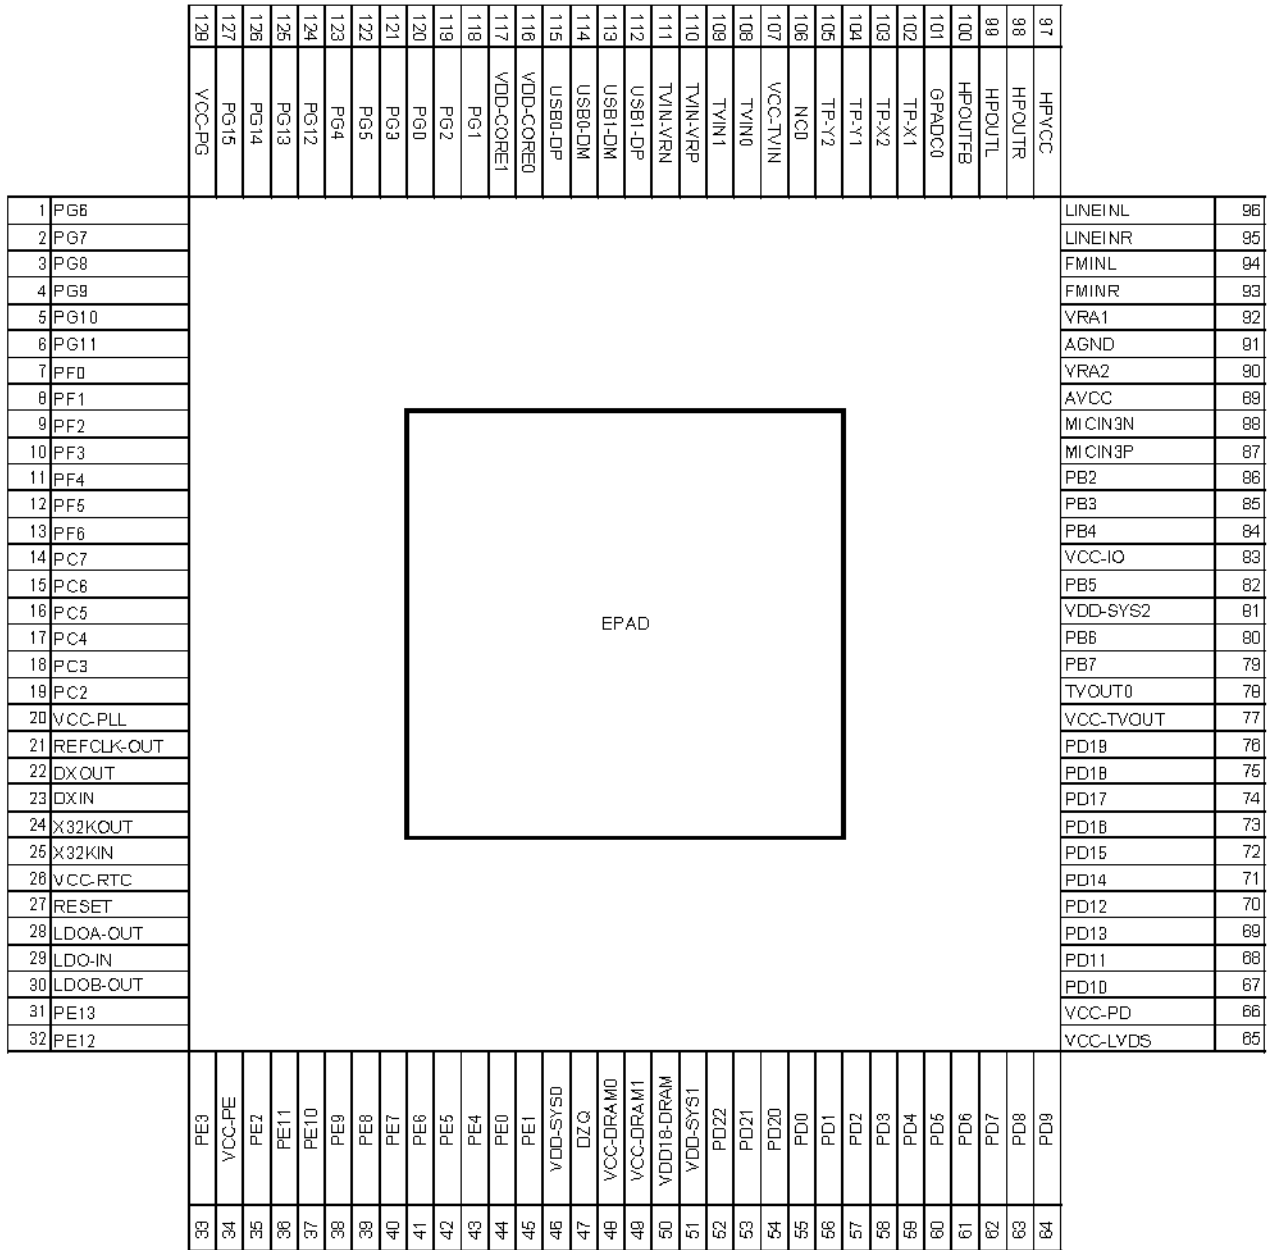 128 127 126 125 124 123 122 121 120 119 118 117 116 115 114 113 112 111 110 109 108 107 106 105 104 103 102 101 100 99 98 97
VCC-PG PG15 PG14 PG13 PG12 PG4 PG5 PG3 PG0 PG2 PG1 VDD-CORE1 VDD-CORE0 USB0-DP USB0-DM USB1-DM USB1-DP TVIN-VRN TVIN-VRP TVIN1 TVIN0 VCC-TVIN NC0 TP-Y2 TP-Y1 TP-X2 TP-X1 GPADC0 HPOUTFB HPOUTL HPOUTR HPVCC
1 PG6 LINEINL 96
2 PG7 LINEINR 95
3 PG8 FMINL 94
4 PG9 FMINR 93
5 PG10 VRA1 92
6 PG11 AGND 91
7 PF0 VRA2 90
8 PF1 AVCC 89
9 PF2 MICIN3N 88
10 PF3 MICIN3P 87
11 PF4 PB2 86
12 PF5 PB3 85
13 PF6 PB4 84
14 PC7 VCC-IO 83
15 PC6 PB5 82
16 PC5 VDD-SYS2 81
EPAD
17 PC4 PB6 80
18 PC3 PB7 79
19 PC2 TVOUT0 78
20 VCC-PLL VCC-TVOUT 77
21 REFCLK-OUT PD19 76
22 DXOUT PD18 75
23 DXIN PD17 74
24 X32KOUT PD16 73
25 X32KIN PD15 72
26 VCC-RTC PD14 71
27 RESET PD12 70
28 LDOA-OUT PD13 69
29 LDO-IN PD11 68
30 LDOB-OUT PD10 67
31 PE13 VCC-PD 66
32 PE12 VCC-LVDS 65
PE3 VCC-PE PE2 PE11 PE10 PE9 PE8 PE7 PE6 PE5 PE4 PE0 PE1 VDD-SYS0 DZQ VCC-DRAM0 VCC-DRAM1 VDD18-DRAM VDD-SYS1 PD22 PD21 PD20 PD0 PD1 PD2 PD3 PD4 PD5 PD6 PD7 PD8 PD9
33 34 35 36 37 38 39 40 41 42 43 44 45 46 47 48 49 50 51 52 53 54 55 56 57 58 59 60 61 62 63 64